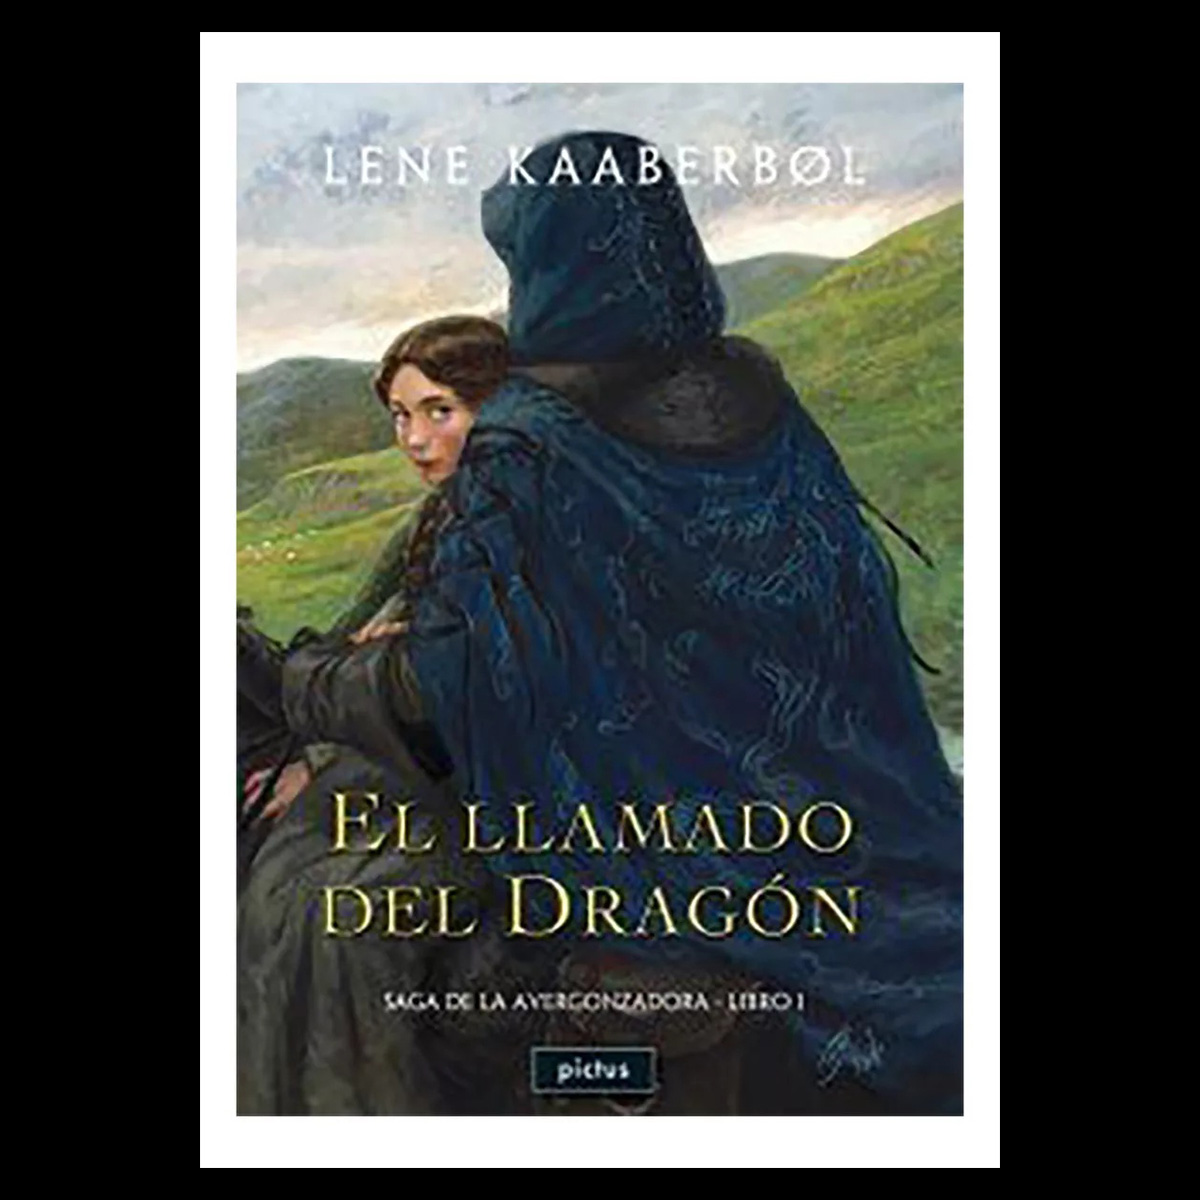 LENE KAABERBØL
EL LLAMADO
DEL DRAGÓN
SAGA DE LA AVERGONZADORA - LIBRO I
pictus